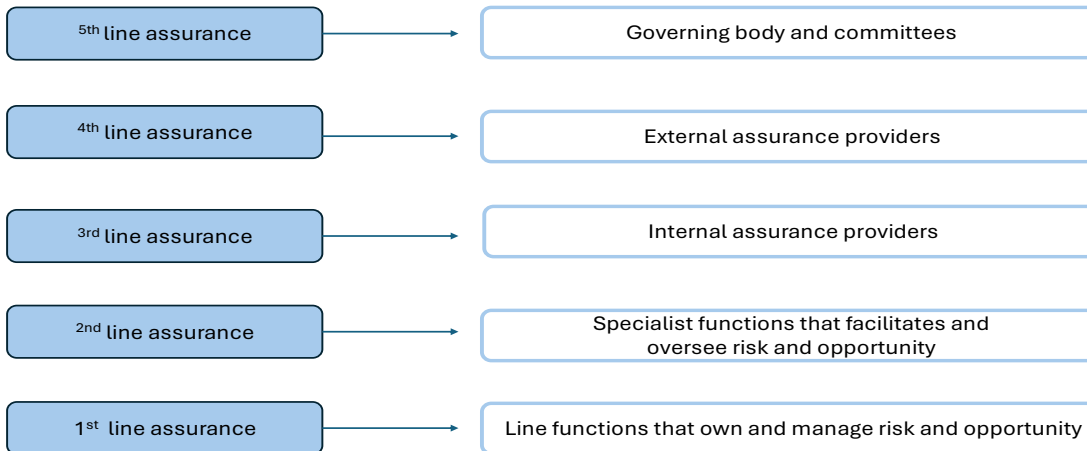 5th line assurance
Governing body and committees
4th line assurance
External assurance providers
3rd line assurance
Internal assurance providers
2nd line assurance
Specialist functions that facilitates and
oversee risk and opportunity
1st line assurance
Line functions that own and manage risk and opportunity